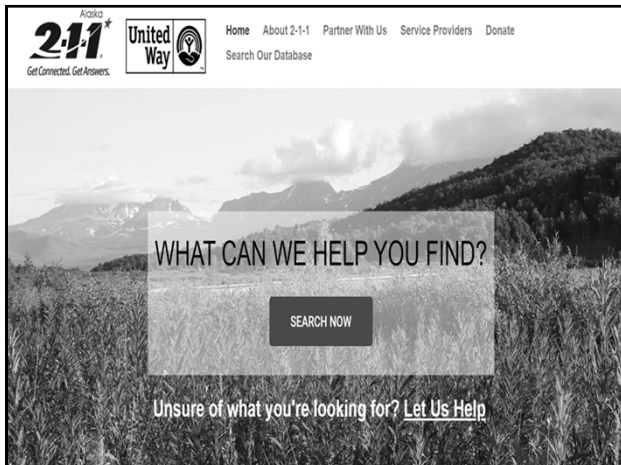 Alaska
2-1-1
Get Connected. Get Answers.
United
Way
Home About 2-1-1 Partner With Us Service Providers Donate
Search Our Database
WHAT CAN WE HELP YOU FIND?
SEARCH NOW
Unsure of what you're looking for? Let Us Help